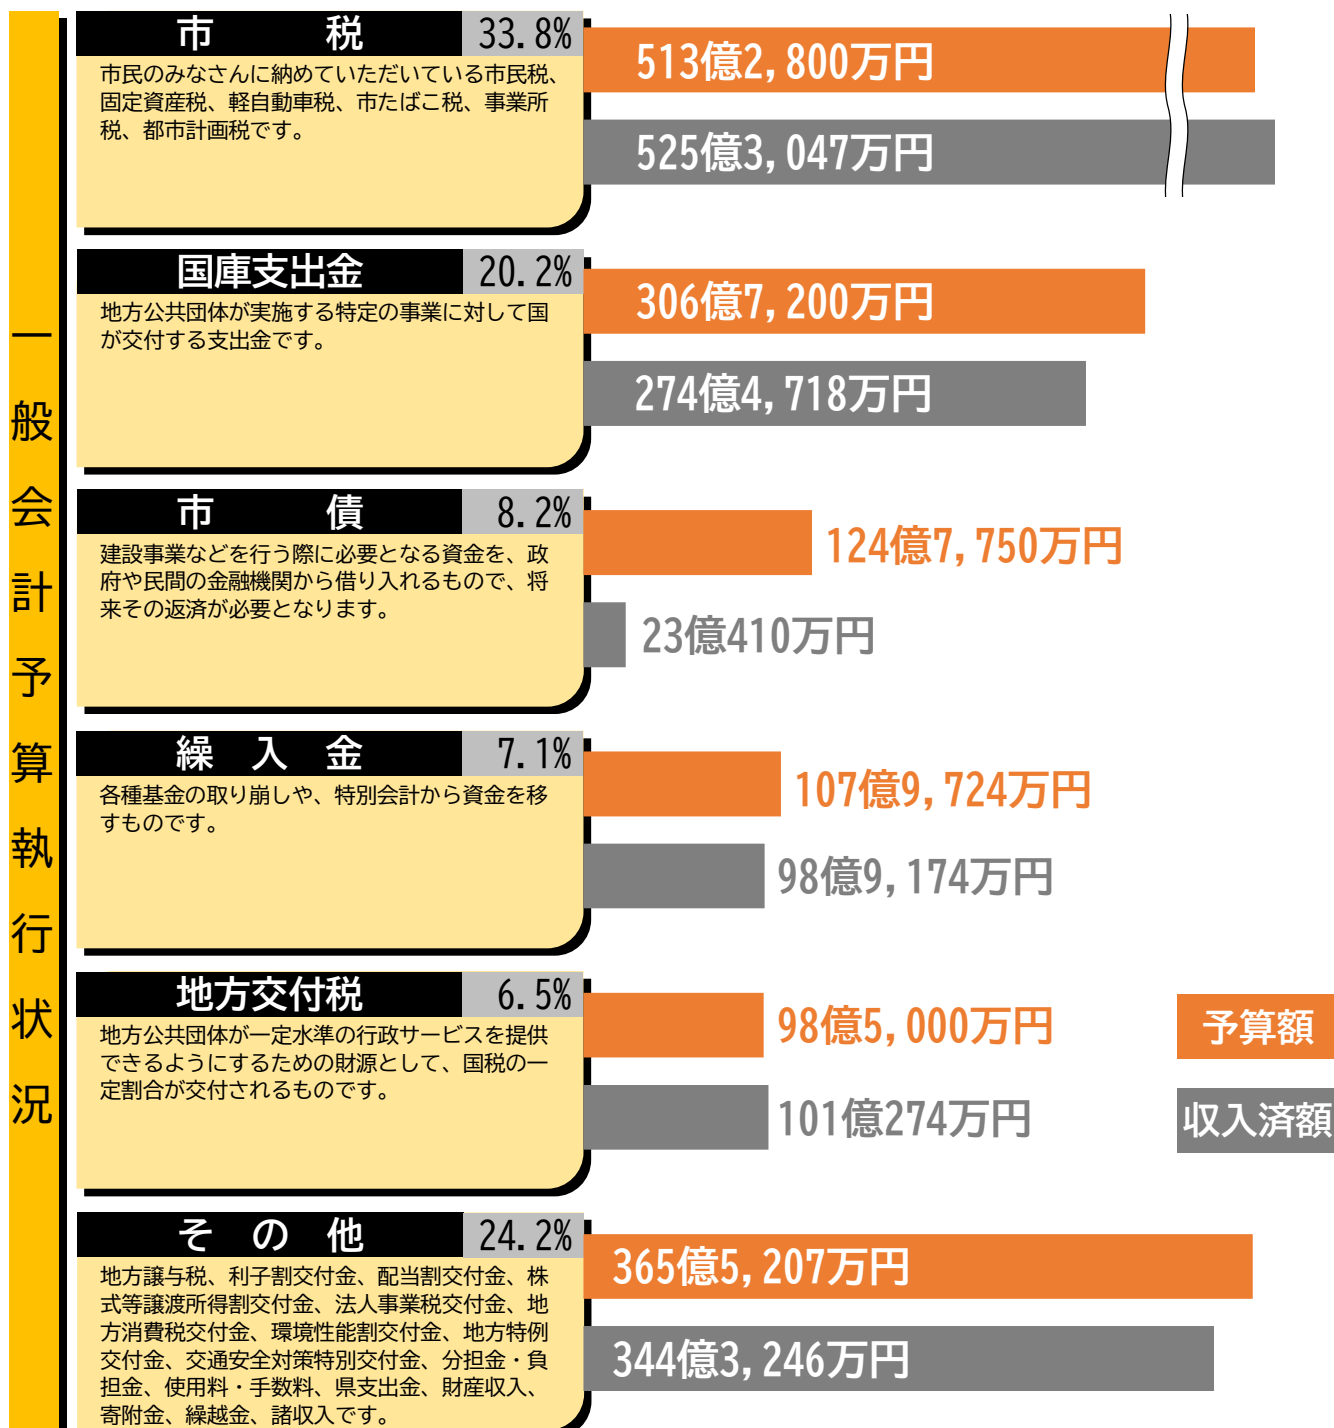 一般会計予算執行状況
市税 33.8%
市民のみなさんに納めていただいている市民税、
固定資産税、軽自動車税、市たばこ税、事業所
税、都市計画税です。
513億2,800万円
525億3,047万円
国庫支出金 20.2%
地方公共団体が実施する特定の事業に対して国
が交付する支出金です。
306億7,200万円
274億4,718万円
市債 8.2%
建設事業などを行う際に必要となる資金を、政
府や民間の金融機関から借り入れるもので、将
来その返済が必要となります。
124億7,750万円
23億410万円
繰入金 7.1%
各種基金の取り崩しや、特別会計から資金を移
すものです。
107億9,724万円
98億9,174万円
地方交付税 6.5%
地方公共団体が一定水準の行政サービスを提供
できるようにするための財源として、国税の一
定割合が交付されるものです。
98億5,000万円
101億274万円
予算額
収入済額
その他 24.2%
地方譲与税、利子割交付金、配当割交付金、株
式等譲渡所得割交付金、法人事業税交付金、地
方消費税交付金、環境性能割交付金、地方特例
交付金、交通安全対策特別交付金、分担金・負
担金、使用料・手数料、県支出金、財産収入、
寄附金、繰越金、諸収入です。
365億5,207万円
344億3,246万円